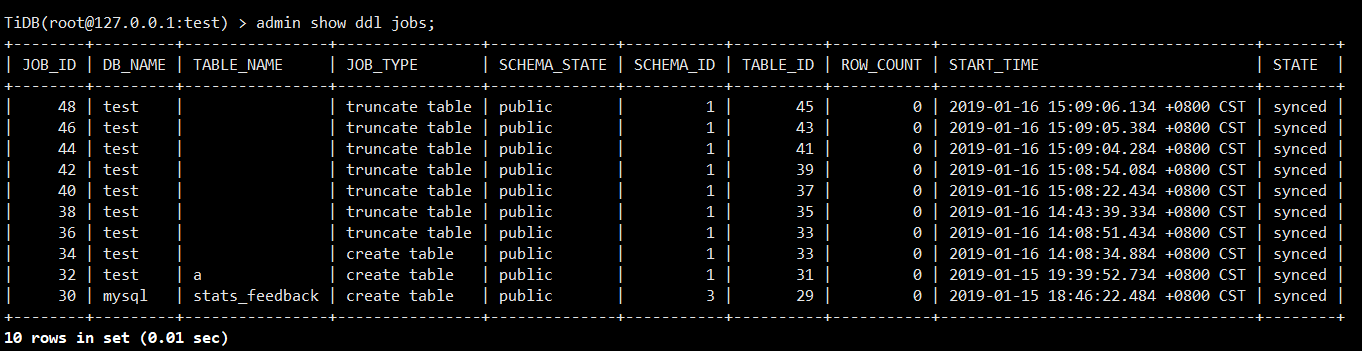 TiDB(root@127.0.0.1:test) > admin show ddl jobs;
+--------+---------+----------------+----------------+--------------+-----------+----------+-----------+-----------------------------------+--------+
| JOB_ID | DB_NAME | TABLE_NAME     | JOB_TYPE       | SCHEMA_STATE | SCHEMA_ID | TABLE_ID | ROW_COUNT | START_TIME                        | STATE  |
+--------+---------+----------------+----------------+--------------+-----------+----------+-----------+-----------------------------------+--------+
|     48 | test    |                | truncate table | public       |         1 |       45 |         0 | 2019-01-16 15:09:06.134 +0800 CST | synced |
|     46 | test    |                | truncate table | public       |         1 |       43 |         0 | 2019-01-16 15:09:05.384 +0800 CST | synced |
|     44 | test    |                | truncate table | public       |         1 |       41 |         0 | 2019-01-16 15:09:04.284 +0800 CST | synced |
|     42 | test    |                | truncate table | public       |         1 |       39 |         0 | 2019-01-16 15:08:54.084 +0800 CST | synced |
|     40 | test    |                | truncate table | public       |         1 |       37 |         0 | 2019-01-16 15:08:22.434 +0800 CST | synced |
|     38 | test    |                | truncate table | public       |         1 |       35 |         0 | 2019-01-16 14:43:39.334 +0800 CST | synced |
|     36 | test    |                | truncate table | public       |         1 |       33 |         0 | 2019-01-16 14:08:51.434 +0800 CST | synced |
|     34 | test    |                | create table   | public       |         1 |       33 |         0 | 2019-01-16 14:08:34.884 +0800 CST | synced |
|     32 | test    | a              | create table   | public       |         1 |       31 |         0 | 2019-01-15 19:39:52.734 +0800 CST | synced |
|     30 | mysql   | stats_feedback | create table   | public       |         3 |       29 |         0 | 2019-01-15 18:46:22.484 +0800 CST | synced |
+--------+---------+----------------+----------------+--------------+-----------+----------+-----------+-----------------------------------+--------+
10 rows in set (0.01 sec)